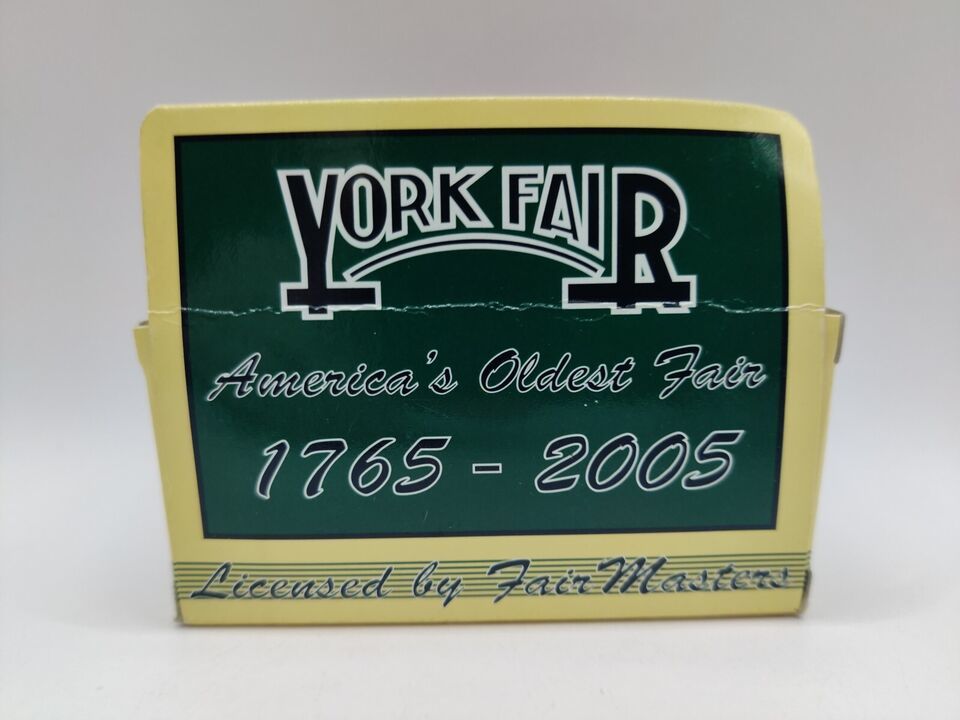 YORK FAIR
America's Oldest Fair
1765 - 2005
Licensed by FairMasters